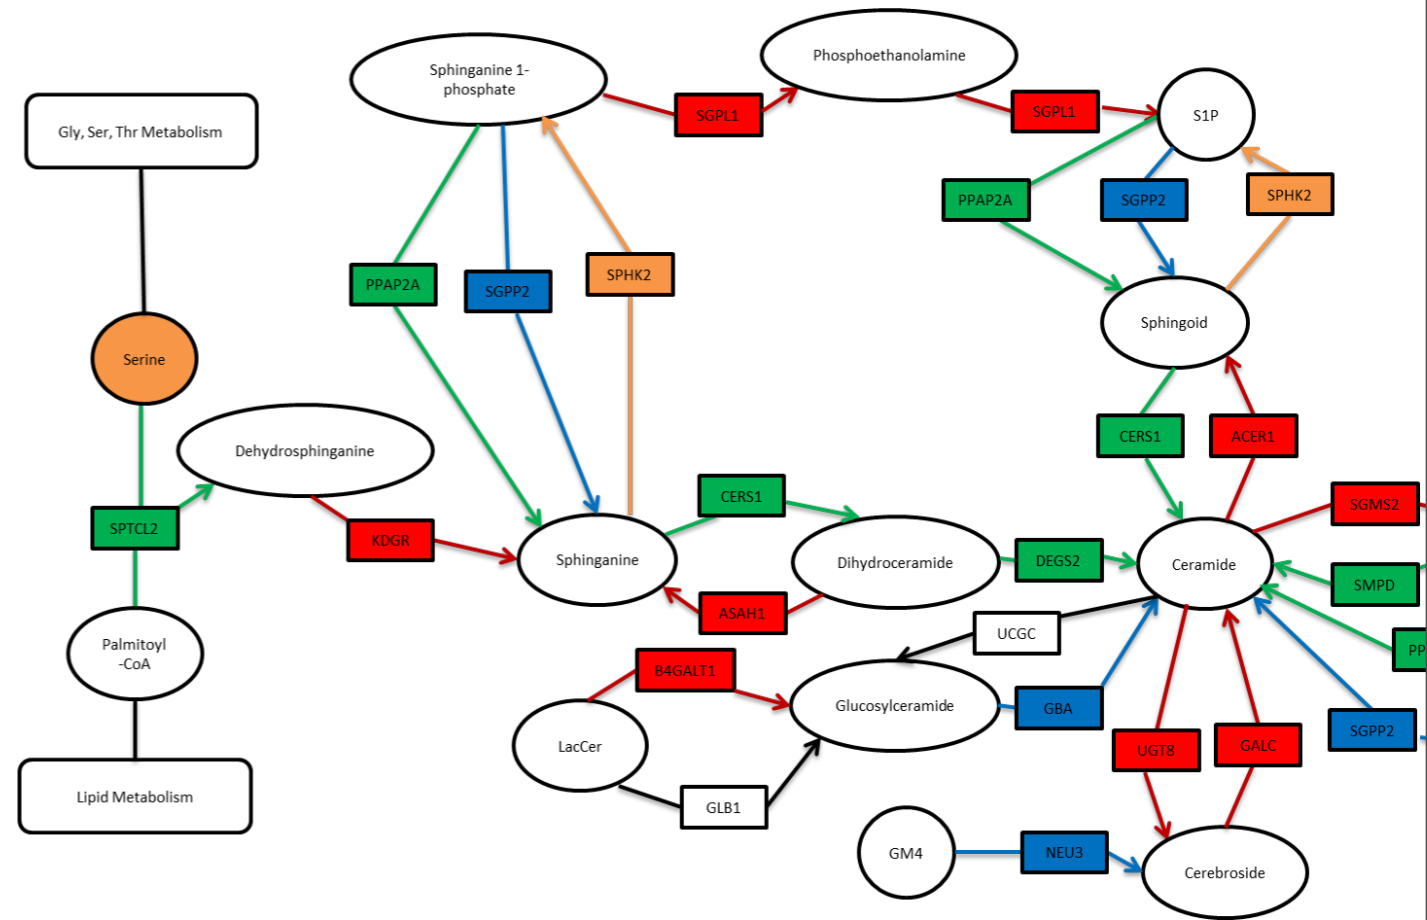 Phosphoethanolamine
Sphinganine 1-
phosphate
SGPL1
SGPL1
S1P
Gly, Ser, Thr Metabolism
PPAP2A
SGPP2
SPHK2
PPAP2A
SGPP2
SPHK2
Sphingoid
Serine
Dehydrosphinganine
CERS1
ACER1
SPTCL2
KDGR
CERS1
SGMS2
Sphinganine
Dihydroceramide
DEGS2
Ceramide
SMPD
ASAH1
UCGC
Palmitoyl
-CoA
B4GALT1
PP
Glucosylceramide
GBA
SGPP2
LacCer
UGT8
GALC
Lipid Metabolism
GLB1
GM4
NEU3
Cerebroside